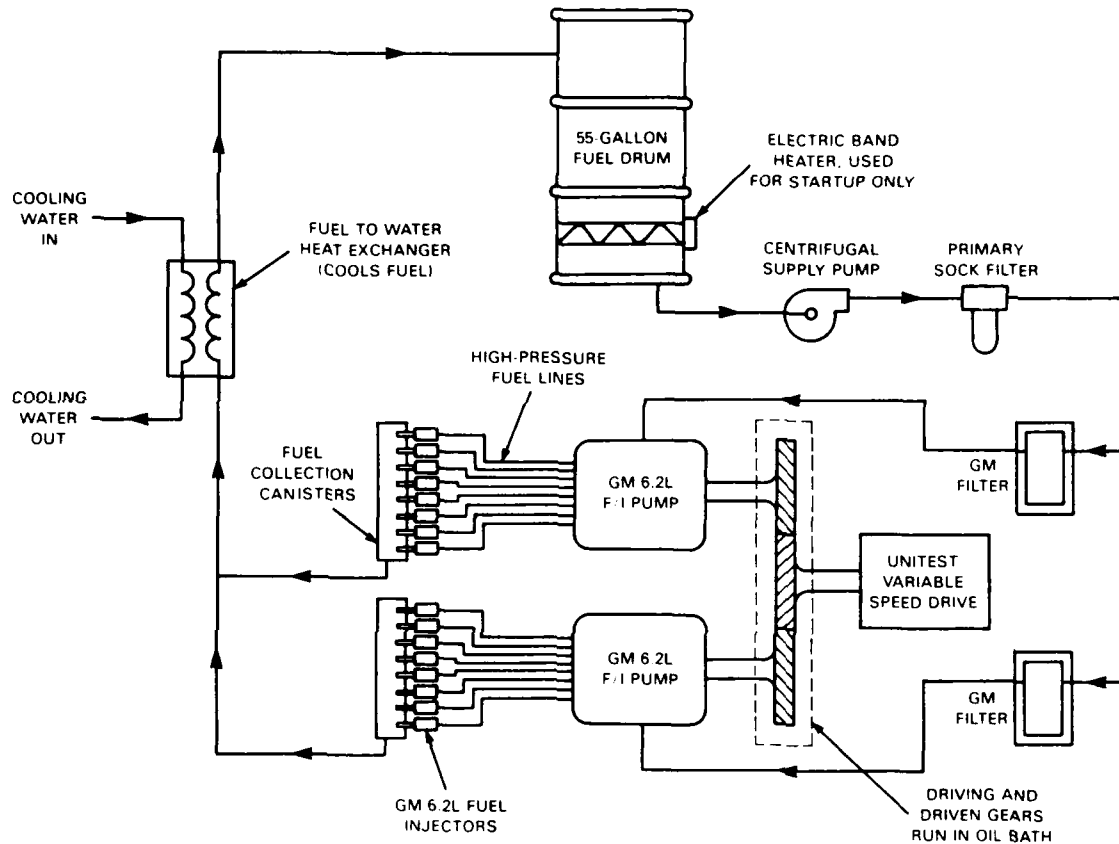 55-GALLON
FUEL DRUM
ELECTRIC BAND
HEATER, USED
FOR STARTUP ONLY
COOLING
WATER
IN
FUEL TO WATER
HEAT EXCHANGER
(COOLS FUEL)
CENTRIFUGAL
SUPPLY PUMP
PRIMARY
SOCK FILTER
COOLING
WATER
OUT
HIGH-PRESSURE
FUEL LINES
FUEL
COLLECTION
CANISTERS
GM 6.2L
F/I PUMP
GM
FILTER
UNITEST
VARIABLE
SPEED DRIVE
GM 6.2L
F/I PUMP
GM
FILTER
GM 6.2L FUEL
INJECTORS
DRIVING AND
DRIVEN GEARS
RUN IN OIL BATH